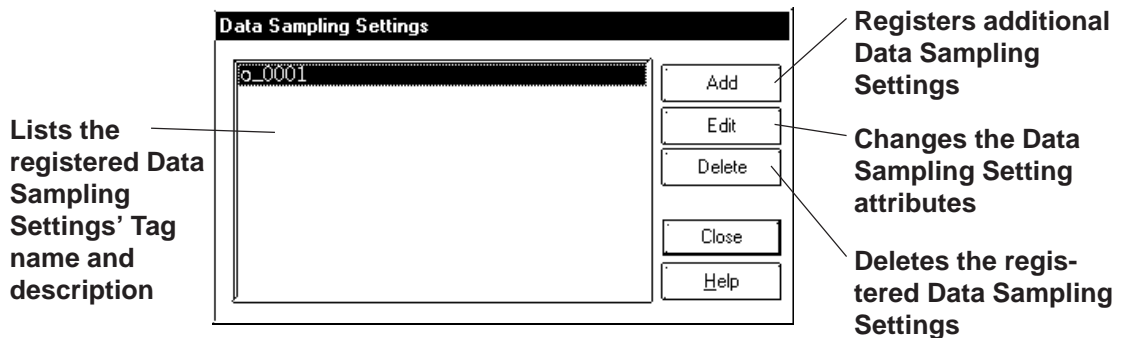 Data Sampling Settings
o_0001
Add
Edit
Delete
Close
Help
Lists the
registered Data
Sampling
Settings’ Tag
name and
description
Registers additional
Data Sampling
Settings
Changes the Data
Sampling Setting
attributes
Deletes the regis-
tered Data Sampling
Settings